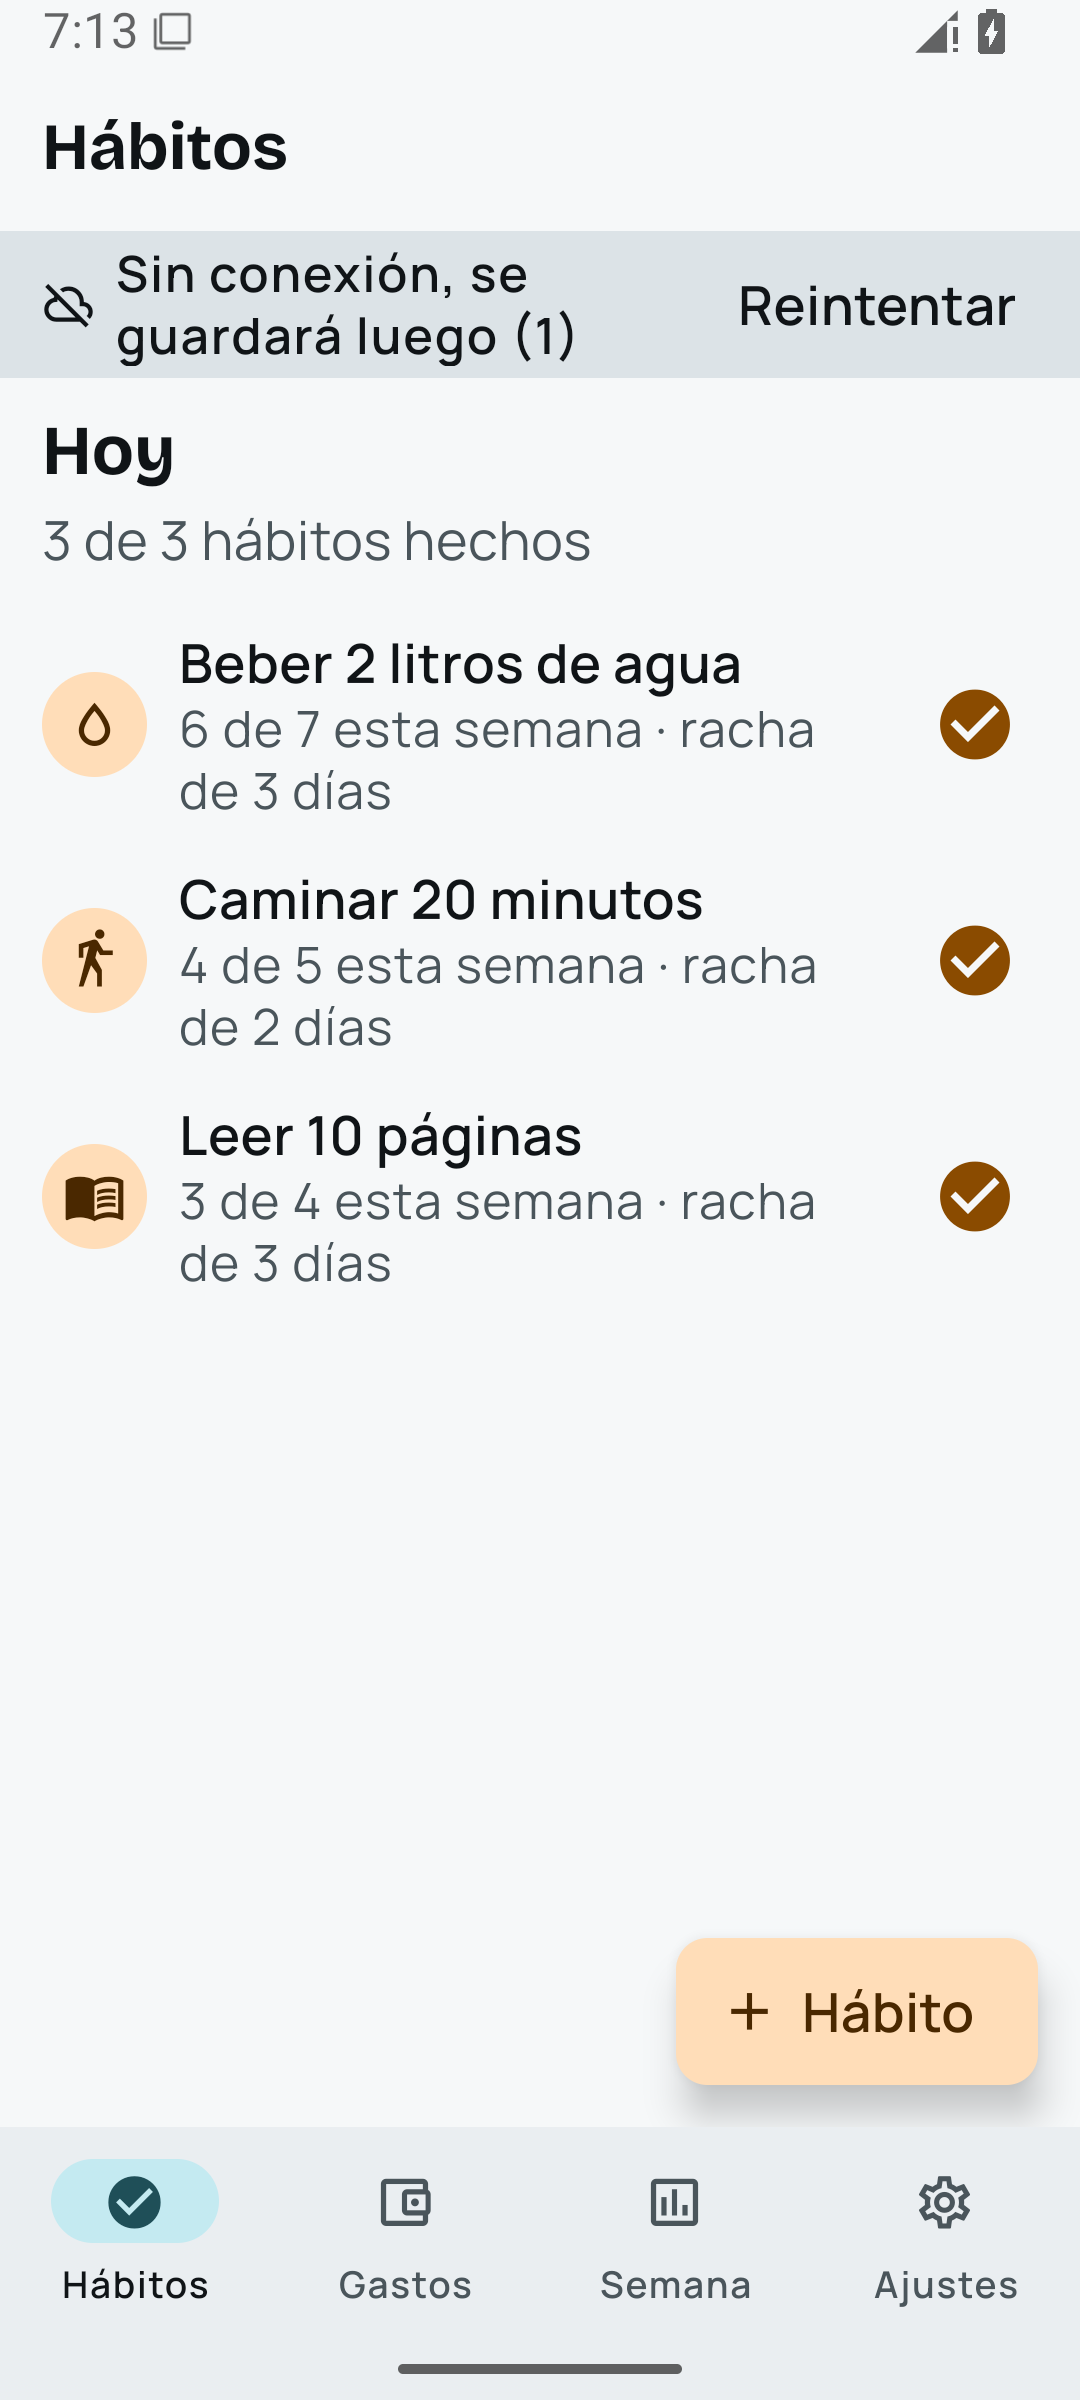 7:13
Hábitos
Sin conexión, se
guardará luego (1)
Reintentar
Hoy
3 de 3 hábitos hechos
Beber 2 litros de agua
6 de 7 esta semana · racha
de 3 días
Caminar 20 minutos
4 de 5 esta semana · racha
de 2 días
Leer 10 páginas
3 de 4 esta semana · racha
de 3 días
+ Hábito
Hábitos
Gastos
Semana
Ajustes